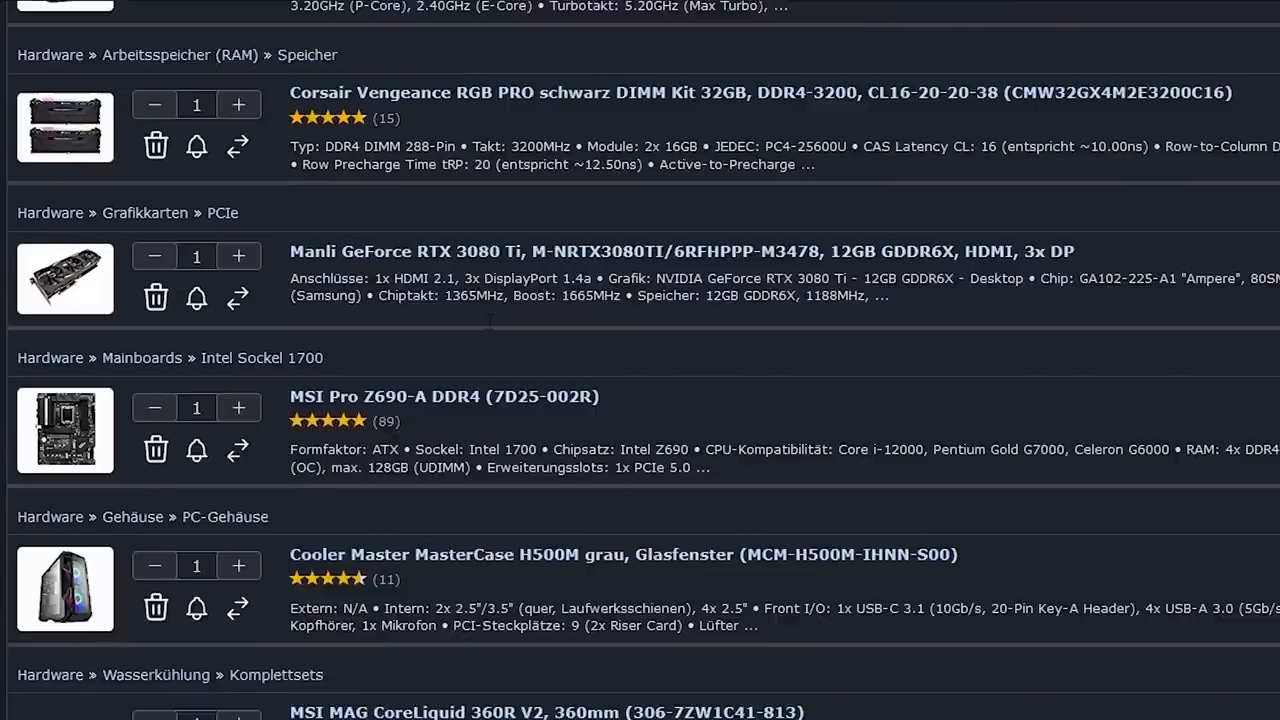 3.20GHz (P-Core), 2.40GHz (E-Core) • Turbotakt: 5.20GHz (Max Turbo), ...
Hardware » Arbeitsspeicher (RAM) » Speicher
− 1 +
Corsair Vengeance RGB PRO schwarz DIMM Kit 32GB, DDR4-3200, CL16-20-20-38 (CMW32GX4M2E3200C16)
★★★★★ (15)
Typ: DDR4 DIMM 288-Pin • Takt: 3200MHz • Module: 2x 16GB • JEDEC: PC4-25600U • CAS Latency CL: 16 (entspricht ~10.00ns) • Row-to-Column D
• Row Precharge Time tRP: 20 (entspricht ~12.50ns) • Active-to-Precharge ...
Hardware » Grafikkarten » PCIe
− 1 +
Manli GeForce RTX 3080 Ti, M-NRTX3080TI/6RFHPPP-M3478, 12GB GDDR6X, HDMI, 3x DP
Anschlüsse: 1x HDMI 2.1, 3x DisplayPort 1.4a • Grafik: NVIDIA GeForce RTX 3080 Ti - 12GB GDDR6X - Desktop • Chip: GA102-225-A1 "Ampere", 80SM
(Samsung) • Chiptakt: 1365MHz, Boost: 1665MHz • Speicher: 12GB GDDR6X, 1188MHz, ...
Hardware » Mainboards » Intel Sockel 1700
− 1 +
MSI Pro Z690-A DDR4 (7D25-002R)
★★★★★ (89)
Formfaktor: ATX • Sockel: Intel 1700 • Chipsatz: Intel Z690 • CPU-Kompatibilität: Core i-12000, Pentium Gold G7000, Celeron G6000 • RAM: 4x DDR4
(OC), max. 128GB (UDIMM) • Erweiterungsslots: 1x PCIe 5.0 ...
Hardware » Gehäuse » PC-Gehäuse
− 1 +
Cooler Master MasterCase H500M grau, Glasfenster (MCM-H500M-IHNN-S00)
★★★★★ (11)
Extern: N/A • Intern: 2x 2.5"/3.5" (quer, Laufwerksschienen), 4x 2.5" • Front I/O: 1x USB-C 3.1 (10Gb/s, 20-Pin Key-A Header), 4x USB-A 3.0 (5Gb/s
Kopfhörer, 1x Mikrofon • PCI-Steckplätze: 9 (2x Riser Card) • Lüfter ...
Hardware » Wasserkühlung » Komplettsets
MSI MAG CoreLiquid 360R V2, 360mm (306-7ZW1C41-813)